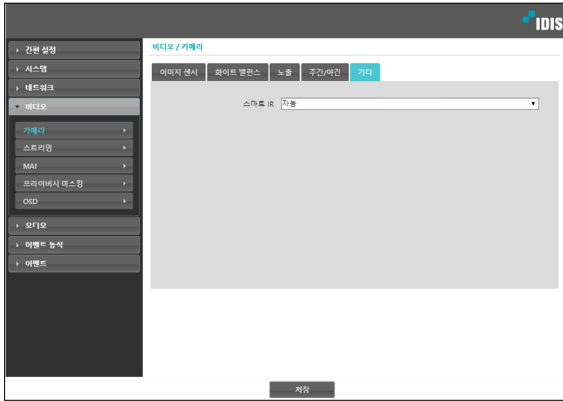 IDIS
간편 설정
시스템
네트워크
비디오
카메라
스트리밍
MAT
프라이버시 마스킹
OSD
오디오
이벤트 동작
이벤트
비디오 / 카메라
이미지 센서 화이트 밸런스 노출 주간/야간 기타
스마트 IR 자동
저장